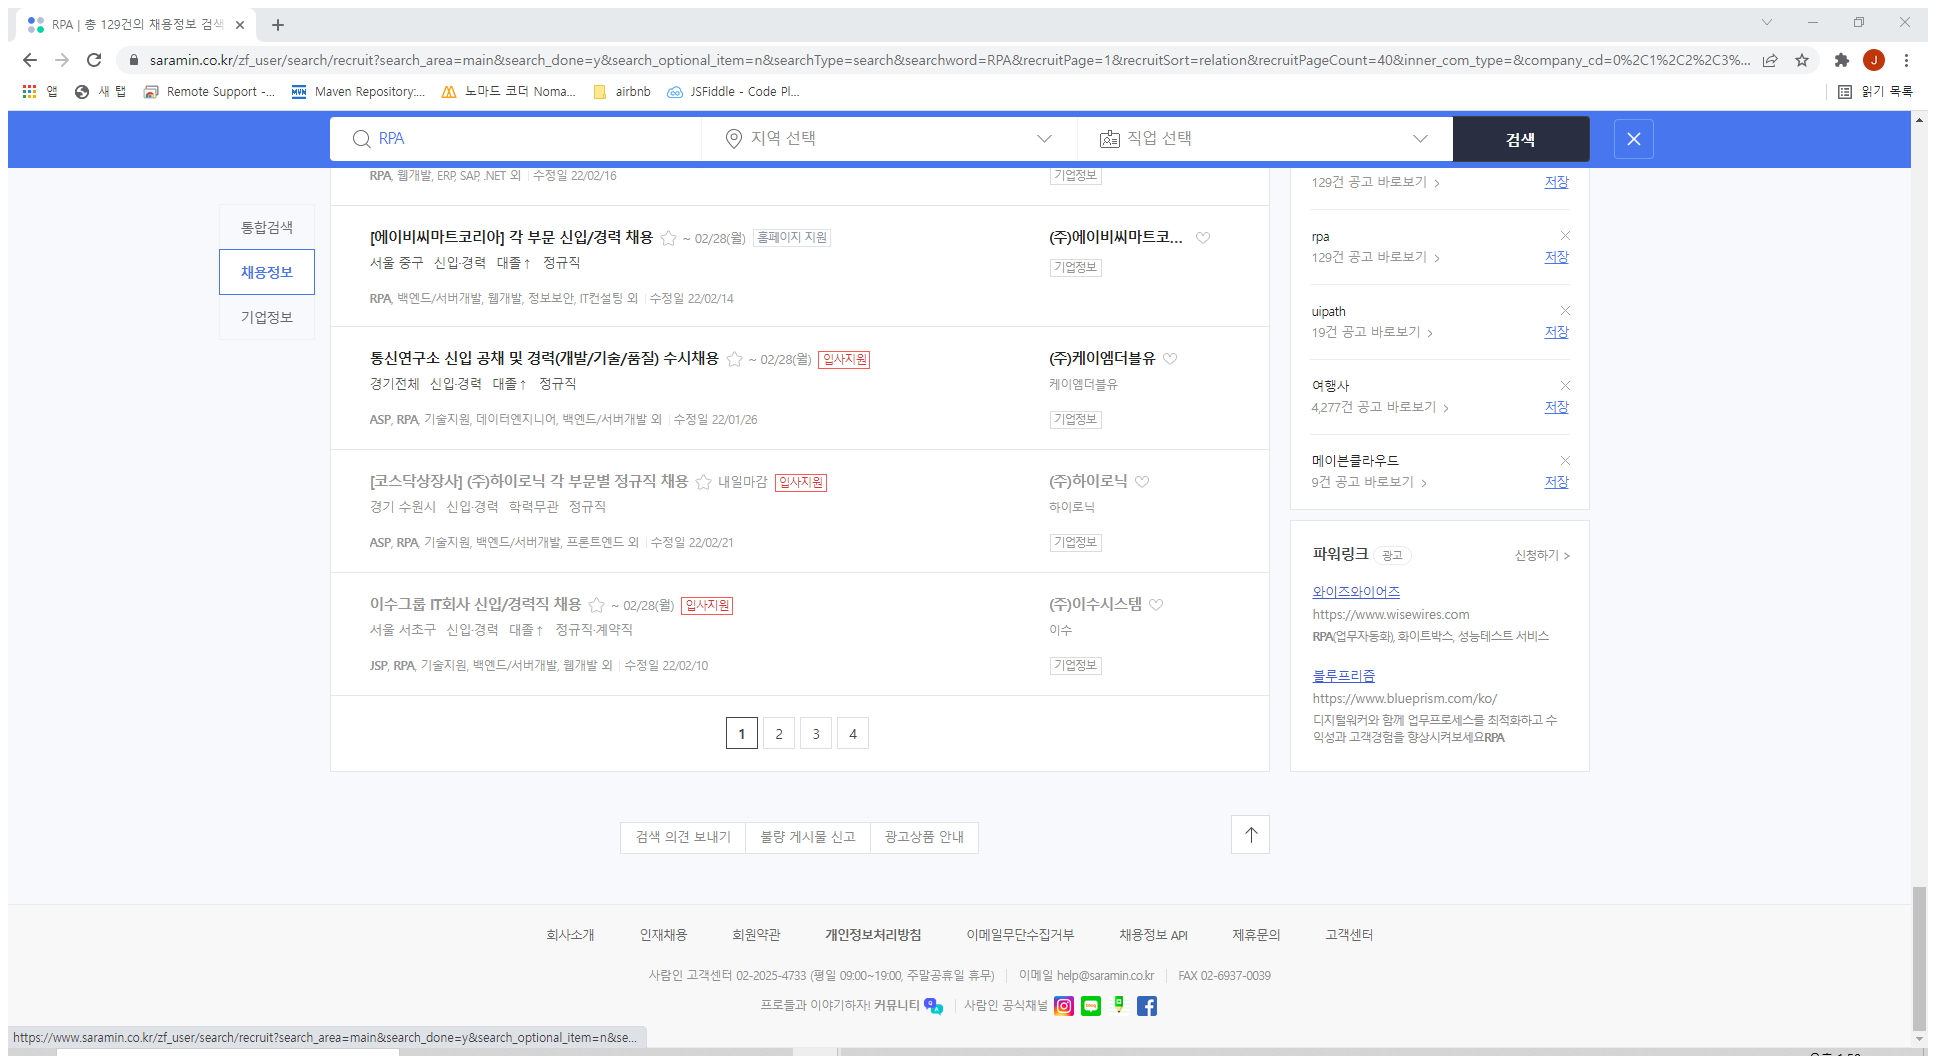 RPA | 총 129건의 채용정보 검색
saramin.co.kr/zf_user/search/recruit?search_area=main&search_done=y&search_optional_item=n&searchType=search&searchword=RPA&recruitPage=1&recruitSort=relation&recruitPageCount=40&inner_com_type=&company_cd=0%2C1%2C2%2C3%...
J
앱 새 탭 Remote Support -... Maven Repository:... 노마드 코더 Noma... airbnb JSFiddle - Code Pl... 읽기 목록
RPA 지역 선택 직업 선택 검색
통합검색
채용정보
기업정보
RPA, 웹개발, ERP, SAP, .NET 외 수정일 22/02/16 기업정보
[에이비씨마트코리아] 각 부문 신입/경력 채용 ~ 02/28(월) 홈페이지 지원 (주)에이비씨마트코...
서울 중구 신입·경력 대졸↑ 정규직 기업정보
RPA, 백엔드/서버개발, 웹개발, 정보보안, IT컨설팅 외 수정일 22/02/14
통신연구소 신입 공채 및 경력(개발/기술/품질) 수시채용 ~ 02/28(월) 입사지원 (주)케이엠더블유
경기전체 신입·경력 대졸↑ 정규직 케이엠더블유
ASP, RPA, 기술지원, 데이터엔지니어, 백엔드/서버개발 외 수정일 22/01/26 기업정보
[코스닥상장사] (주)하이로닉 각 부문별 정규직 채용 내일마감 입사지원 (주)하이로닉
경기 수원시 신입·경력 학력무관 정규직 하이로닉
ASP, RPA, 기술지원, 백엔드/서버개발, 프론트엔드 외 수정일 22/02/21 기업정보
이수그룹 IT회사 신입/경력직 채용 ~ 02/28(월) 입사지원 (주)이수시스템
서울 서초구 신입·경력 대졸↑ 정규직·계약직 이수
JSP, RPA, 기술지원, 백엔드/서버개발, 웹개발 외 수정일 22/02/10 기업정보
1 2 3 4
129건 공고 바로보기 > 저장
rpa
129건 공고 바로보기 > 저장
uipath
19건 공고 바로보기 > 저장
여행사
4,277건 공고 바로보기 > 저장
메이븐클라우드
9건 공고 바로보기 > 저장
파워링크 광고 신청하기 >
와이즈와이어즈
https://www.wisewires.com
RPA(업무자동화), 화이트박스, 성능테스트 서비스
블루프리즘
https://www.blueprism.com/ko/
디지털워커와 함께 업무프로세스를 최적화하고 수
익성과 고객경험을 향상시켜보세요RPA
검색 의견 보내기 불량 게시물 신고 광고상품 안내
회사소개 인재채용 회원약관 개인정보처리방침 이메일무단수집거부 채용정보 API 제휴문의 고객센터
사람인 고객센터 02-2025-4733 (평일 09:00~19:00, 주말공휴일 휴무) 이메일 help@saramin.co.kr FAX 02-6937-0039
프로들과 이야기하자! 커뮤니티 사람인 공식채널
https://www.saramin.co.kr/zf_user/search/recruit?search_area=main&search_done=y&search_optional_item=n&se...